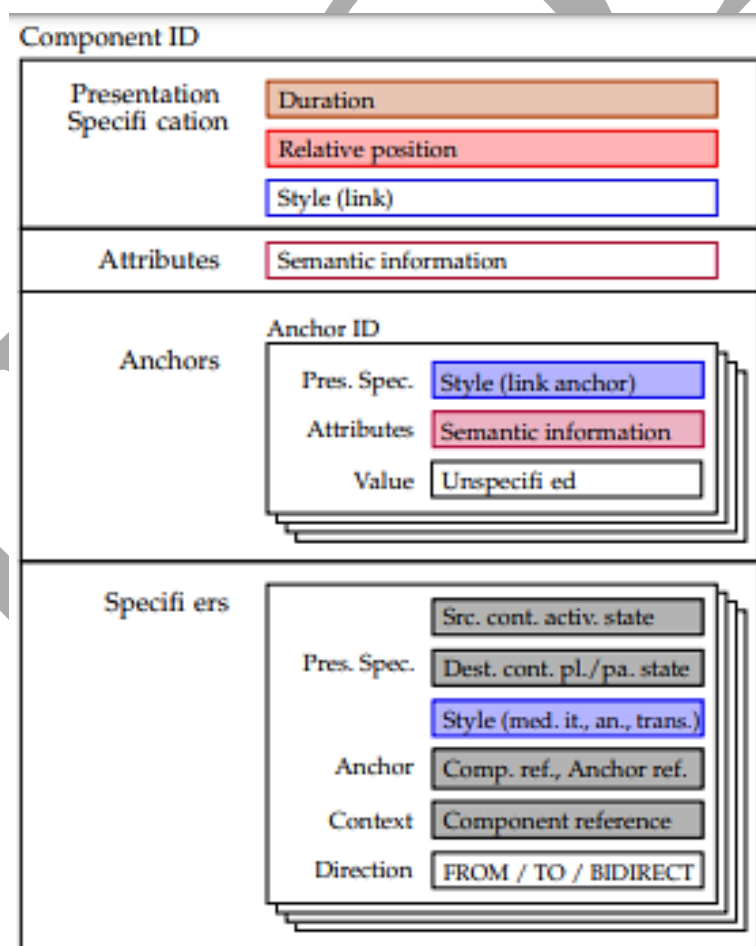 Component ID
Presentation
Specifi cation
Duration
Relative position
Style (link)
Attributes
Semantic information
Anchors
Anchor ID
Pres. Spec.
Style (link anchor)
Attributes
Semantic information
Value
Unspecifi ed
Specifi ers
Src. cont. activ. state
Pres. Spec.
Dest. cont. pl./pa. state
Style (med. it., an., trans.)
Anchor
Comp. ref., Anchor ref.
Context
Component reference
Direction
FROM / TO / BIDIRECT